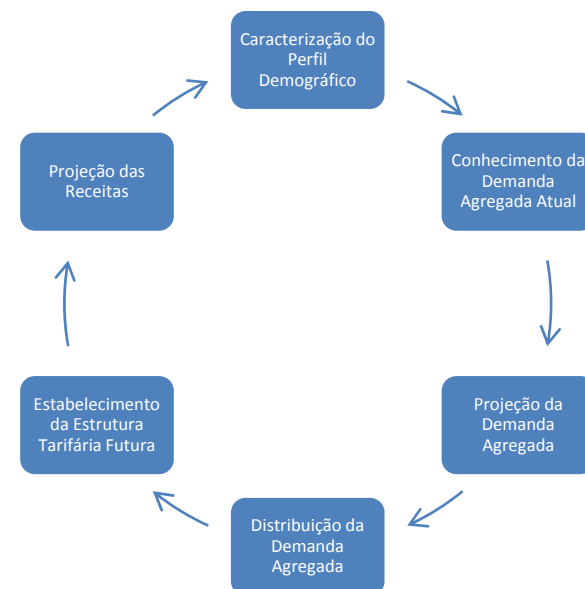 Caracterização do
Perfil
Demográfico
Conhecimento da
Demanda
Agregada Atual
Projeção da
Demanda
Agregada
Distribuição da
Demanda
Agregada
Estabelecimento
da Estrutura
Tarifária Futura
Projeção das
Receitas